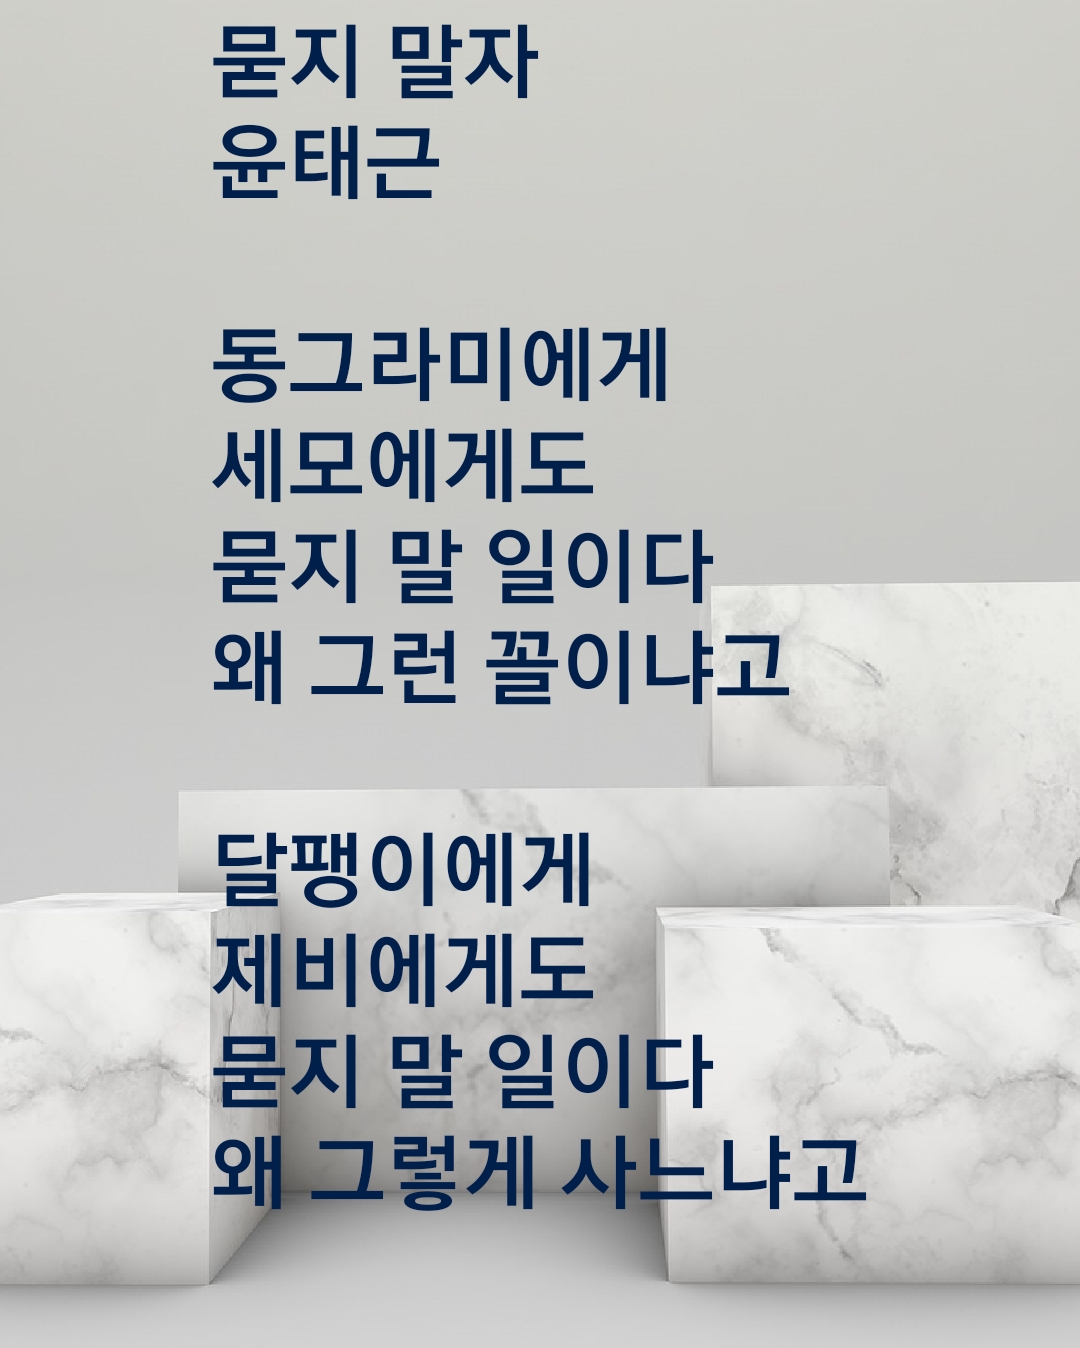 묻지 말자
윤태근
동그라미에게
세모에게도
묻지 말 일이다
왜 그런 꼴이냐고
달팽이에게
제비에게도
묻지 말 일이다
왜 그렇게 사느냐고